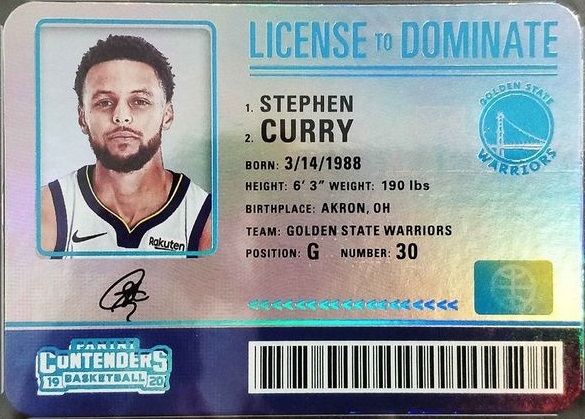 LICENSE TO DOMINATE
1. STEPHEN
2. CURRY
BORN: 3/14/1988
HEIGHT: 6' 3" WEIGHT: 190 lbs
BIRTHPLACE: AKRON, OH
TEAM: GOLDEN STATE WARRIORS
POSITION: G NUMBER: 30
GOLDEN STATE
WARRIORS
Rakuten
PANINI
CONTENDERS
19 BASKETBALL 20